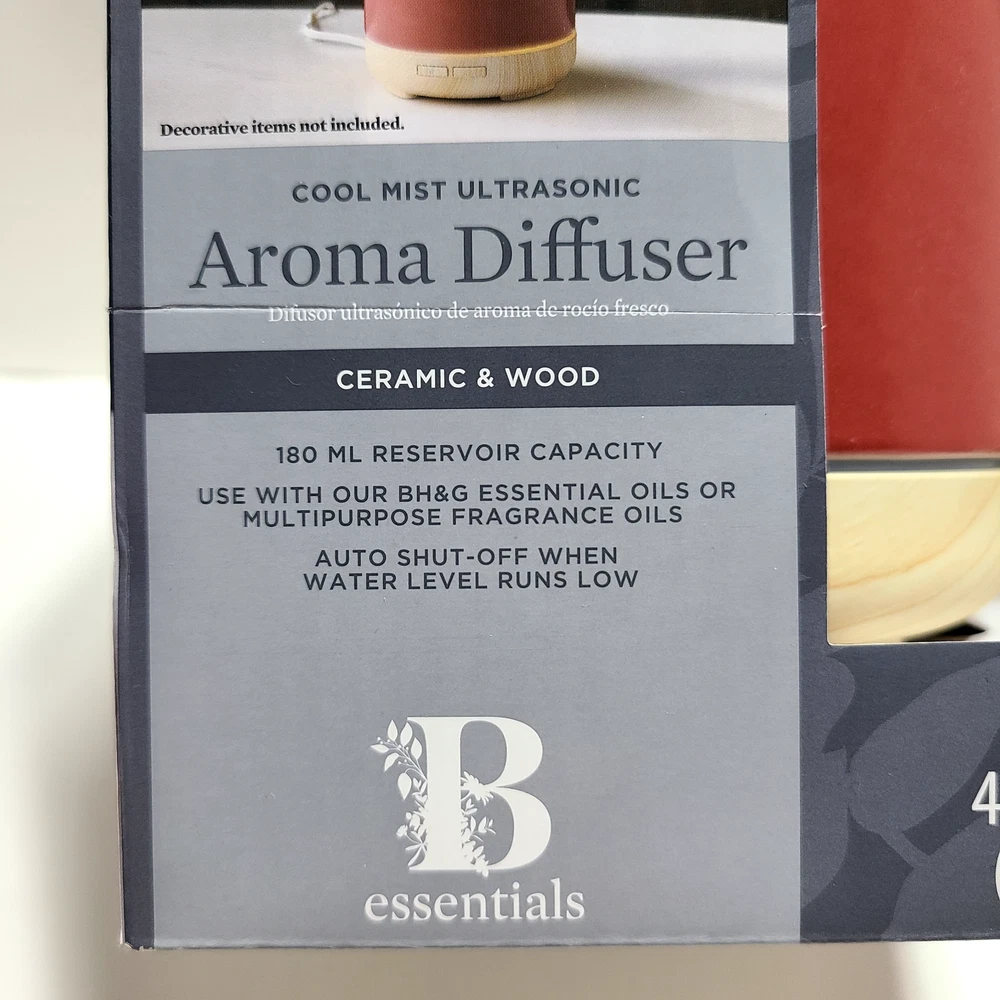 Decorative items not included.
COOL MIST ULTRASONIC
Aroma Diffuser
Difusor ultrasónico de aroma de rocío fresco
CERAMIC & WOOD
180 ML RESERVOIR CAPACITY
USE WITH OUR BH&G ESSENTIAL OILS OR
MULTIPURPOSE FRAGRANCE OILS
AUTO SHUT-OFF WHEN
WATER LEVEL RUNS LOW
B
essentials
4